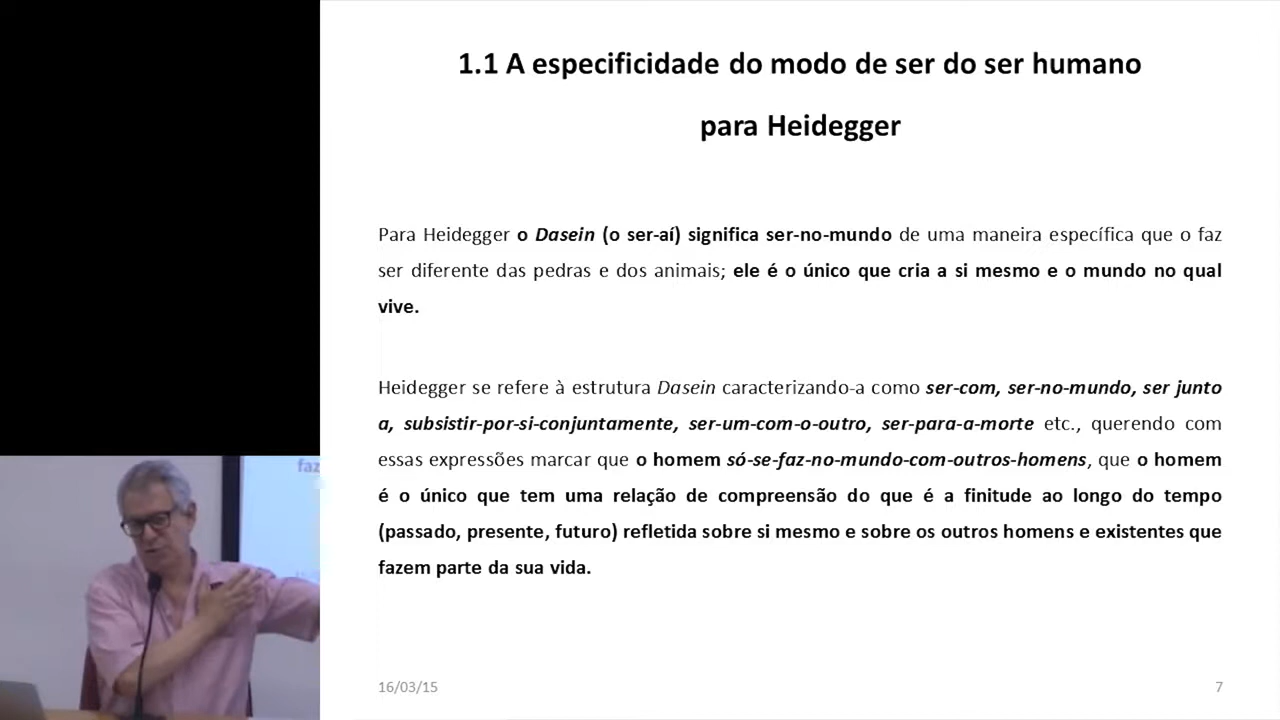 1.1 A especificidade do modo de ser do ser humano
para Heidegger
Para Heidegger o Dasein (o ser-aí) significa ser-no-mundo de uma maneira específica que o faz
ser diferente das pedras e dos animais; ele é o único que cria a si mesmo e o mundo no qual
vive.
Heidegger se refere à estrutura Dasein caracterizando-a como ser-com, ser-no-mundo, ser junto
a, subsistir-por-si-conjuntamente, ser-um-com-o-outro, ser-para-a-morte etc., querendo com
essas expressões marcar que o homem só-se-faz-no-mundo-com-outros-homens, que o homem
é o único que tem uma relação de compreensão do que é a finitude ao longo do tempo
(passado, presente, futuro) refletida sobre si mesmo e sobre os outros homens e existentes que
fazem parte da sua vida.
16/03/15
7
faz